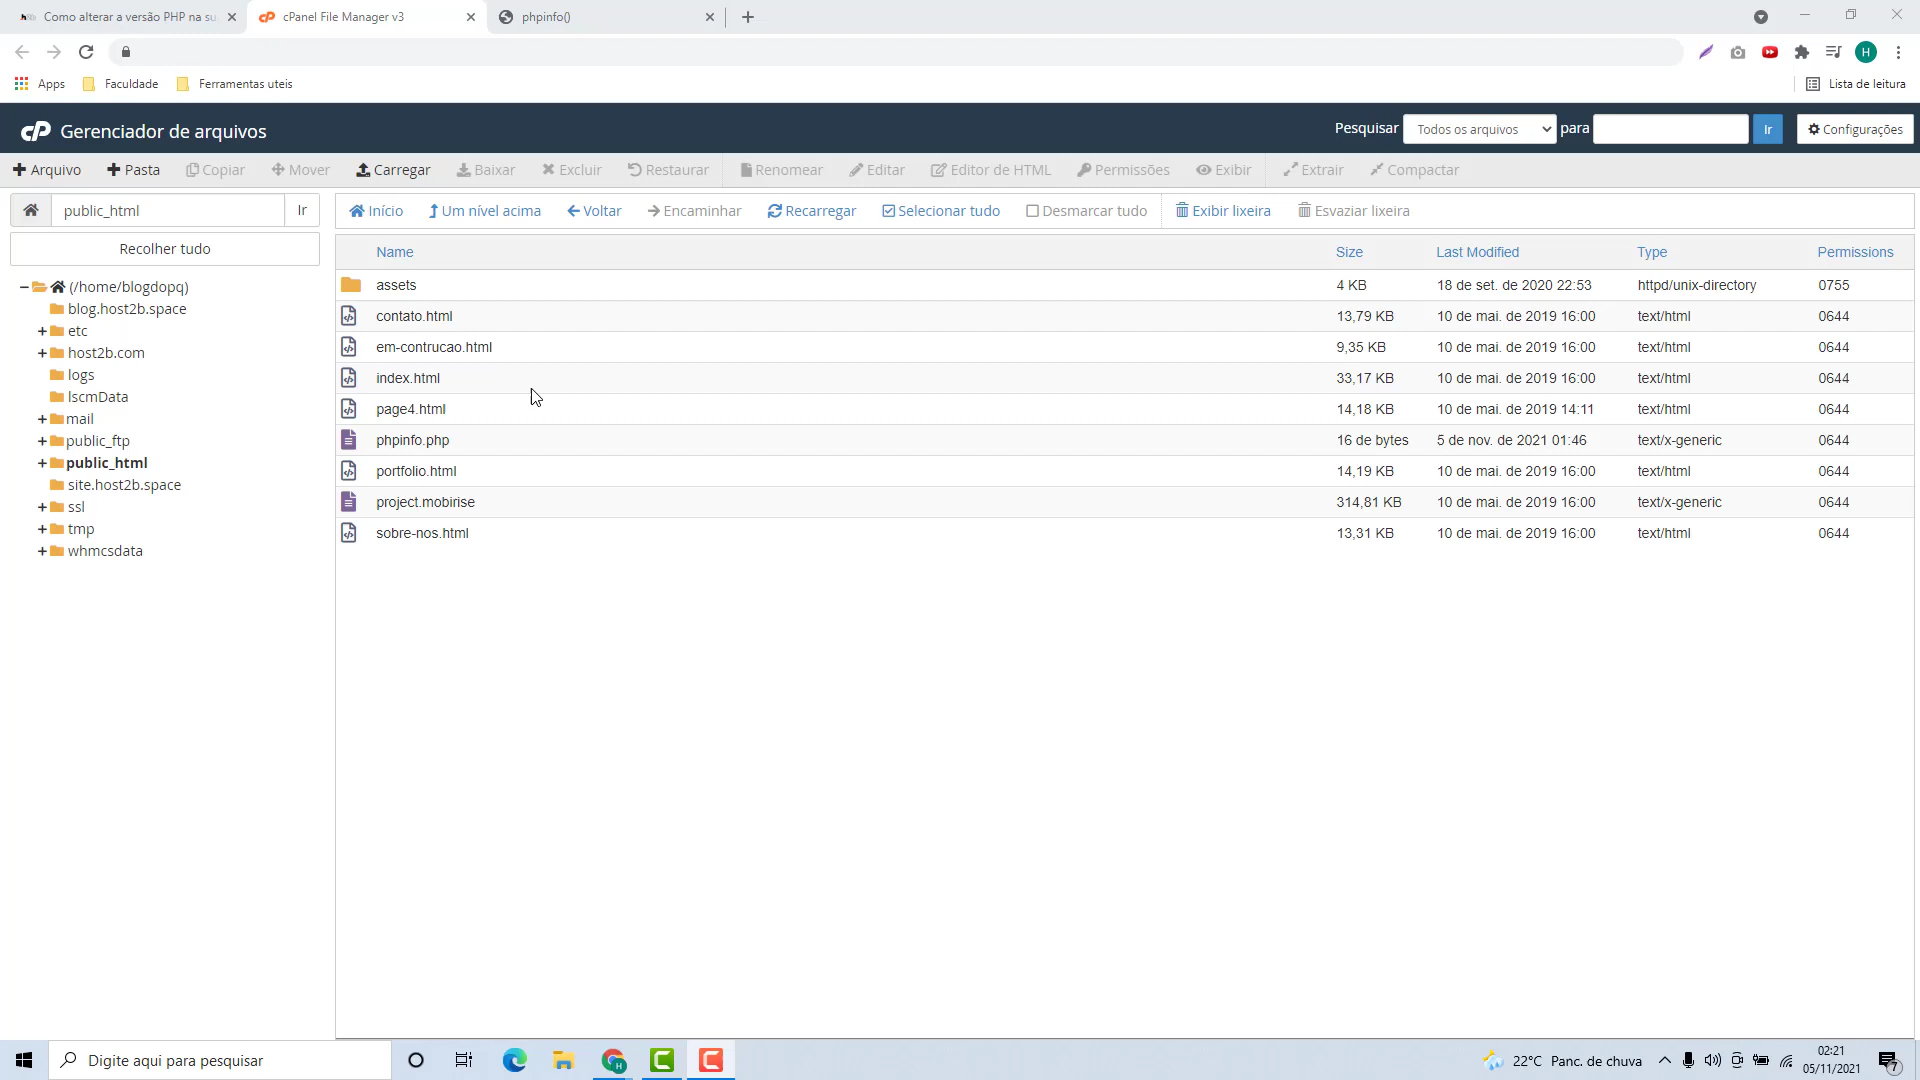 Como alterar a versão PHP na su
cPanel File Manager v3
phpinfo()
H
Apps
Faculdade
Ferramentas uteis
Lista de leitura
cP Gerenciador de arquivos
Pesquisar
Todos os arquivos
para
Ir
Configurações
Arquivo
Pasta
Copiar
Mover
Carregar
Baixar
Excluir
Restaurar
Renomear
Editar
Editor de HTML
Permissões
Exibir
Extrair
Compactar
public_html
Ir
Início
Um nível acima
Voltar
Encaminhar
Recarregar
Selecionar tudo
Desmarcar tudo
Exibir lixeira
Esvaziar lixeira
Recolher tudo
(/home/blogdopq)
blog.host2b.space
etc
host2b.com
logs
lscmData
mail
public_ftp
public_html
site.host2b.space
ssl
tmp
whmcsdata
Name Size Last Modified Type Permissions
assets 4 KB 18 de set. de 2020 22:53 httpd/unix-directory 0755
contato.html 13,79 KB 10 de mai. de 2019 16:00 text/html 0644
em-contrucao.html 9,35 KB 10 de mai. de 2019 16:00 text/html 0644
index.html 33,17 KB 10 de mai. de 2019 16:00 text/html 0644
page4.html 14,18 KB 10 de mai. de 2019 14:11 text/html 0644
phpinfo.php 16 de bytes 5 de nov. de 2021 01:46 text/x-generic 0644
portfolio.html 14,19 KB 10 de mai. de 2019 16:00 text/html 0644
project.mobirise 314,81 KB 10 de mai. de 2019 16:00 text/x-generic 0644
sobre-nos.html 13,31 KB 10 de mai. de 2019 16:00 text/html 0644
Digite aqui para pesquisar
22°C Panc. de chuva
02:21
05/11/2021
7